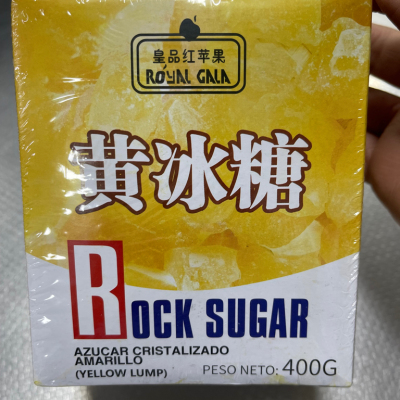 皇品红苹果
ROYAL GALA
黄冰糖
ROCK SUGAR
AZUCAR CRISTALIZADO
AMARILLO
(YELLOW LUMP) PESO NETO: 400G